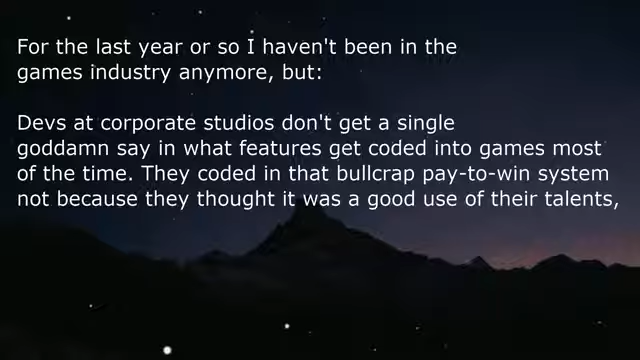 For the last year or so I haven't been in the
games industry anymore, but:
Devs at corporate studios don't get a single
goddamn say in what features get coded into games most
of the time. They coded in that bullcrap pay-to-win system
not because they thought it was a good use of their talents,